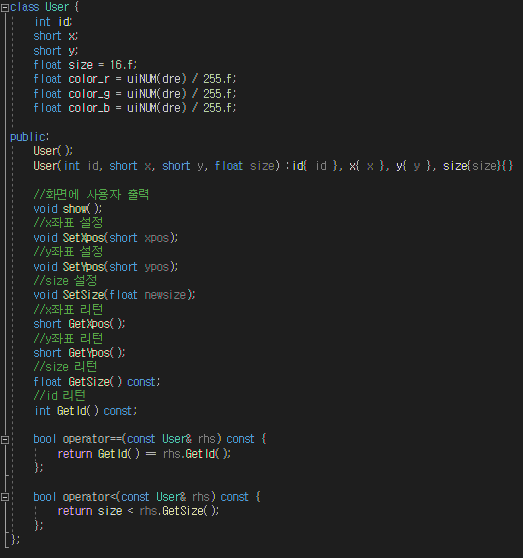 class User {
    int id;
    short x;
    short y;
    float size = 16.f;
    float color_r = uiNUM(dre) / 255.f;
    float color_g = uiNUM(dre) / 255.f;
    float color_b = uiNUM(dre) / 255.f;

public:
    User();
    User(int id, short x, short y, float size) :id{ id }, x{ x }, y{ y }, size{size}{}

    //화면에 사용자 출력
    void show();
    //x좌표 설정
    void SetXpos(short xpos);
    //y좌표 설정
    void SetYpos(short ypos);
    //size 설정
    void SetSize(float newsize);
    //x좌표 리턴
    short GetXpos();
    //y좌표 리턴
    short GetYpos();
    //size 리턴
    float GetSize() const;
    //id 리턴
    int GetId() const;

    bool operator==(const User& rhs) const {
        return GetId() == rhs.GetId();
    };

    bool operator<(const User& rhs) const {
        return size < rhs.GetSize();
    };
};